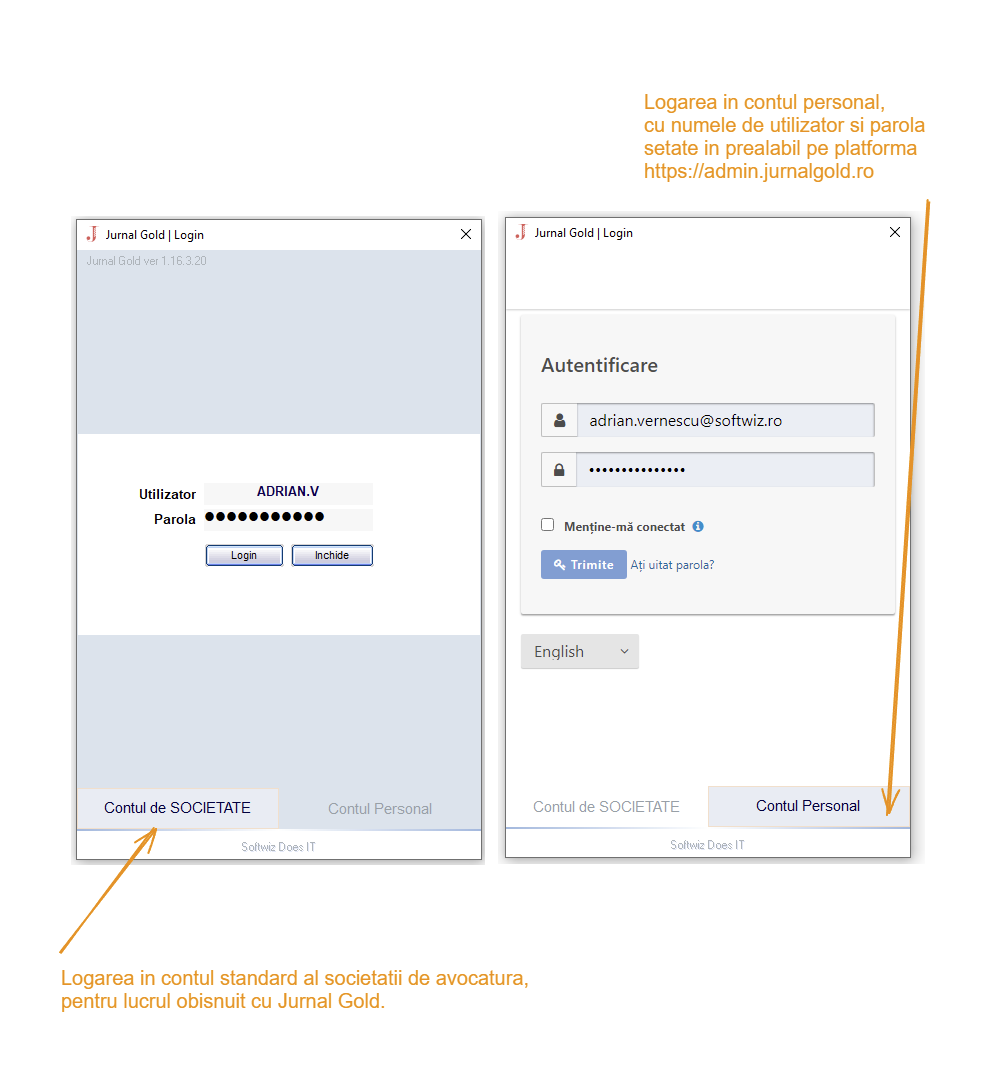 Logarea in contul personal,
cu numele de utilizator si parola
setate in prealabil pe platforma
https://admin.jurnalgold.ro
Jurnal Gold | Login
Jurnal Gold ver 1.16.3.20
Utilizator ADRIAN.V
Parola ●●●●●●●●●●●
Login Inchide
Contul de SOCIETATE Contul Personal
Softwiz Does IT
Jurnal Gold | Login
Autentificare
adrian.vernescu@softwiz.ro
•••••••••••••••
Menține-mă conectat
Trimite Ați uitat parola?
English
Contul de SOCIETATE Contul Personal
Softwiz Does IT
Logarea in contul standard al societatii de avocatura,
pentru lucrul obisnuit cu Jurnal Gold.